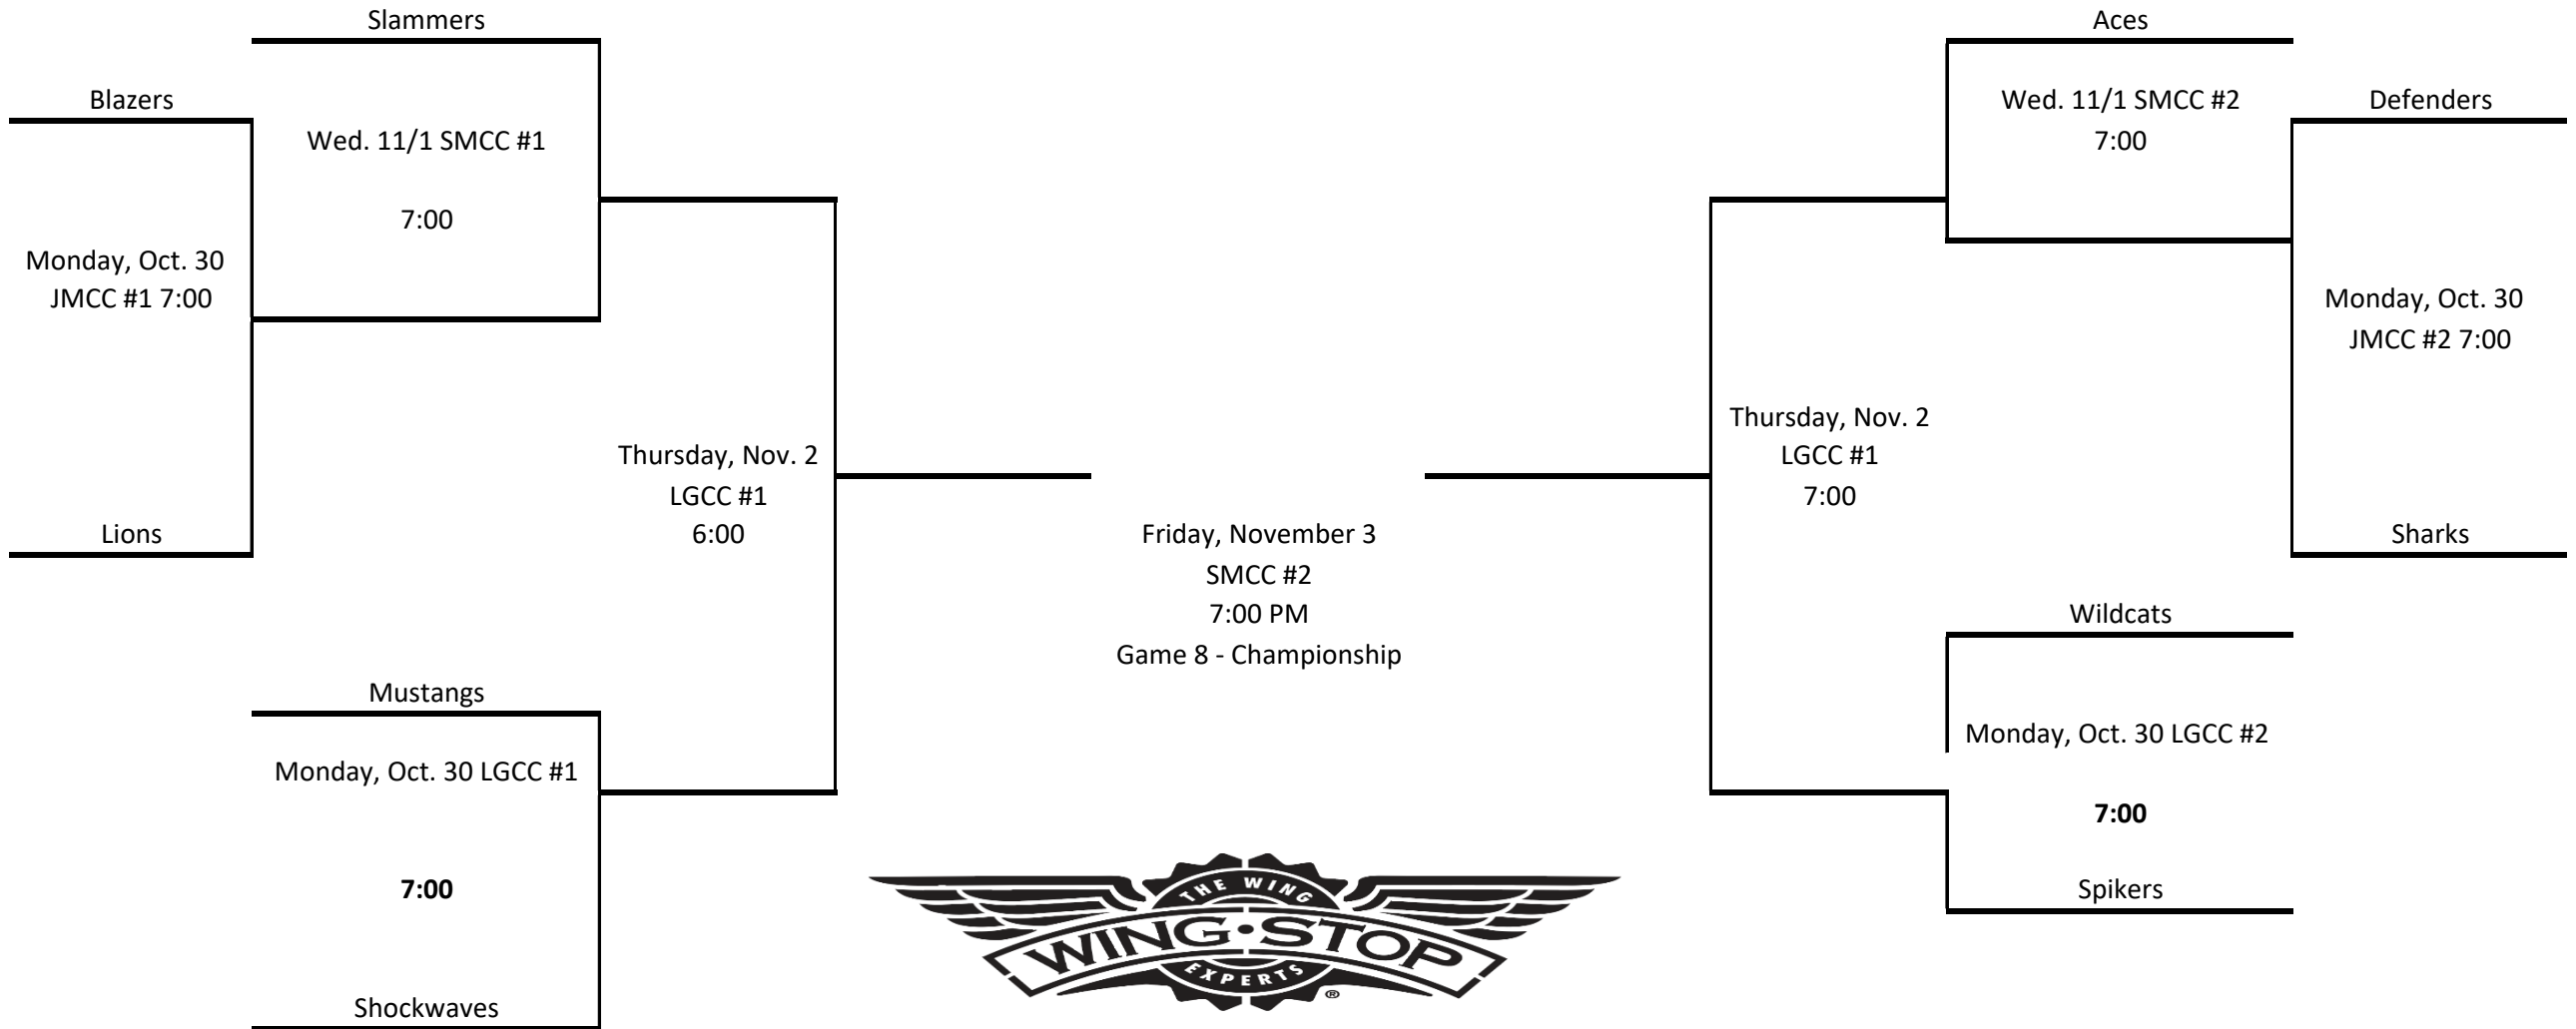 Slammers
Aces
Blazers
Wed. 11/1 SMCC #2
Defenders
Wed. 11/1 SMCC #1
7:00
7:00
Monday, Oct. 30
JMCC #1 7:00
Monday, Oct. 30
JMCC #2 7:00
Thursday, Nov. 2
LGCC #1
6:00
Thursday, Nov. 2
LGCC #1
7:00
Lions
Friday, November 3
SMCC #2
7:00 PM
Game 8 - Championship
Sharks
Wildcats
Mustangs
Monday, Oct. 30 LGCC #1
7:00
Shockwaves
Monday, Oct. 30 LGCC #2
7:00
Spikers
THE WING
WING·STOP
EXPERTS
®